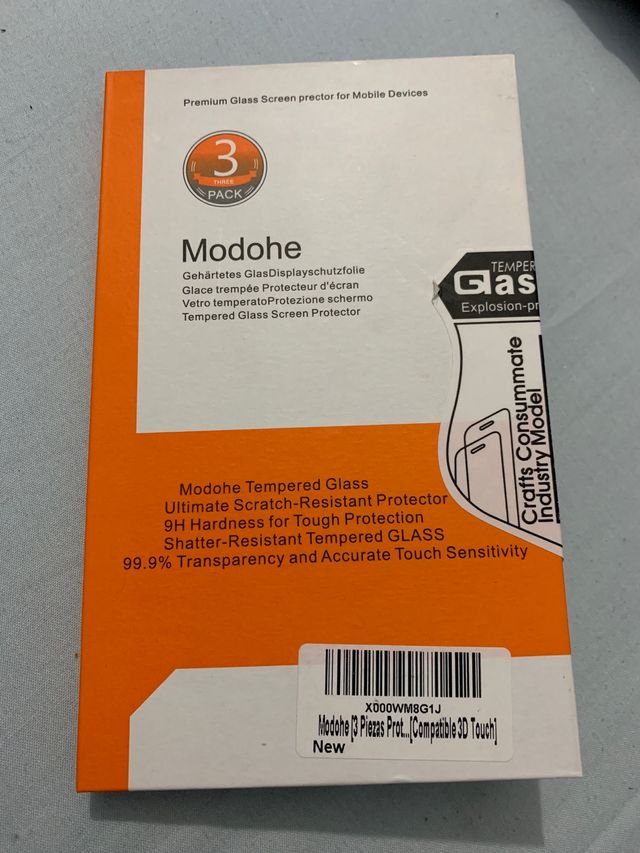 Premium Glass Screen prector for Mobile Devices
3
THREE
PACK
Modohe
Gehärtetes GlasDisplayschutzfolie
Glace trempée Protecteur d'écran
Vetro temperatoProtezione schermo
Tempered Glass Screen Protector
TEMPER
Glas
Explosion-pr
Crafts Consummate
Industry Model
Modohe Tempered Glass
Ultimate Scratch-Resistant Protector
9H Hardness for Tough Protection
Shatter-Resistant Tempered GLASS
99.9% Transparency and Accurate Touch Sensitivity
X000WM8G1J
Modohe [3 Piezas Prot...[Compatible 3D Touch]
New